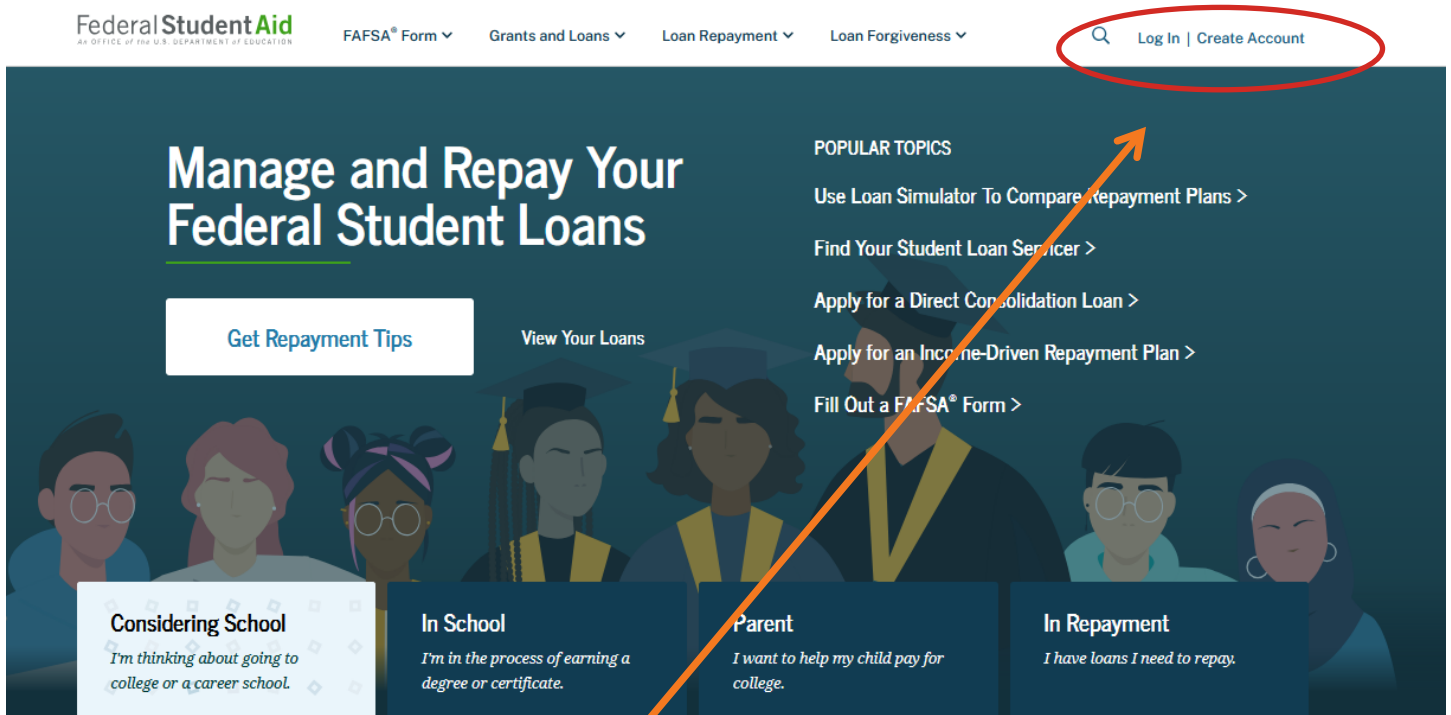 Federal Student Aid
An OFFICE of the U.S. DEPARTMENT of EDUCATION
FAFSA® Form
Grants and Loans
Loan Repayment
Loan Forgiveness
Log In | Create Account
Manage and Repay Your
Federal Student Loans
Get Repayment Tips
View Your Loans
POPULAR TOPICS
Use Loan Simulator To Compare Repayment Plans >
Find Your Student Loan Servicer >
Apply for a Direct Consolidation Loan >
Apply for an Income-Driven Repayment Plan >
Fill Out a FAFSA® Form >
Considering School
I'm thinking about going to
college or a career school.
In School
I'm in the process of earning a
degree or certificate.
Parent
I want to help my child pay for
college.
In Repayment
I have loans I need to repay.